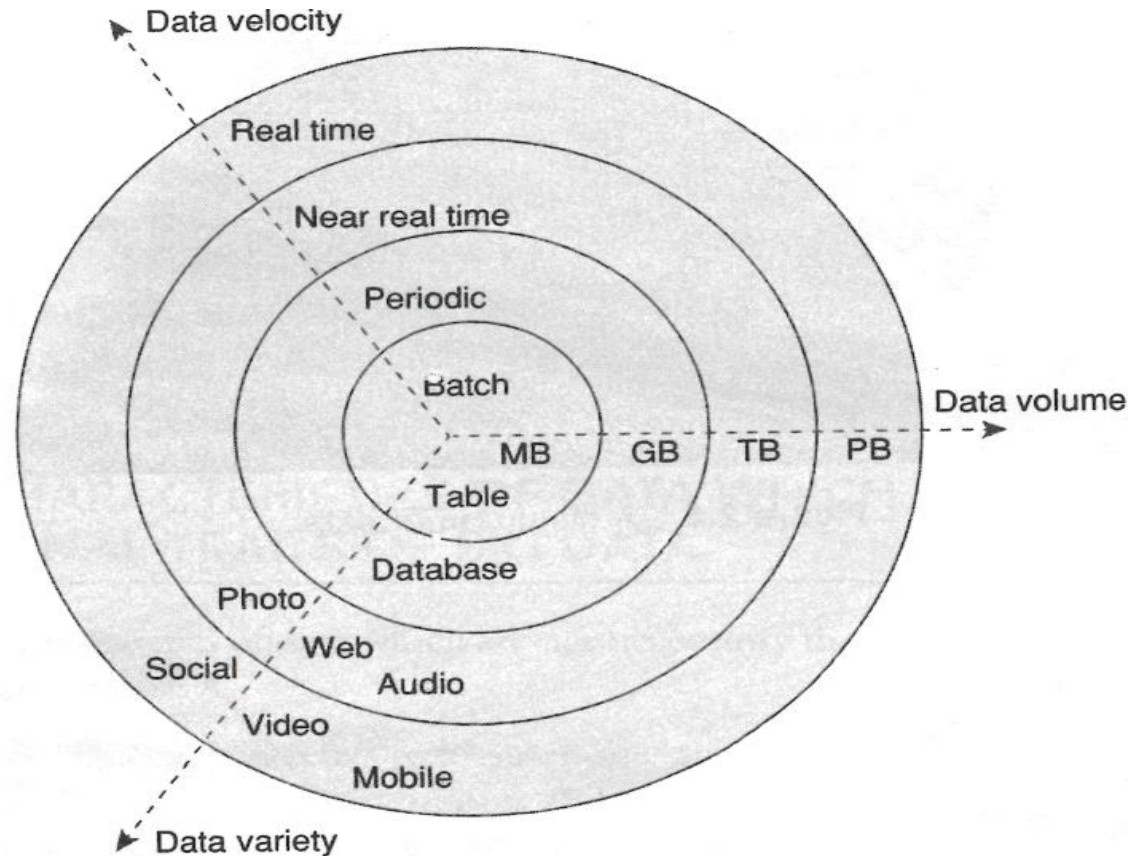 Data velocity
Real time
Near real time
Periodic
Batch
Data volume
MB GB TB PB
Table
Database
Photo
Web
Audio
Social
Video
Mobile
Data variety